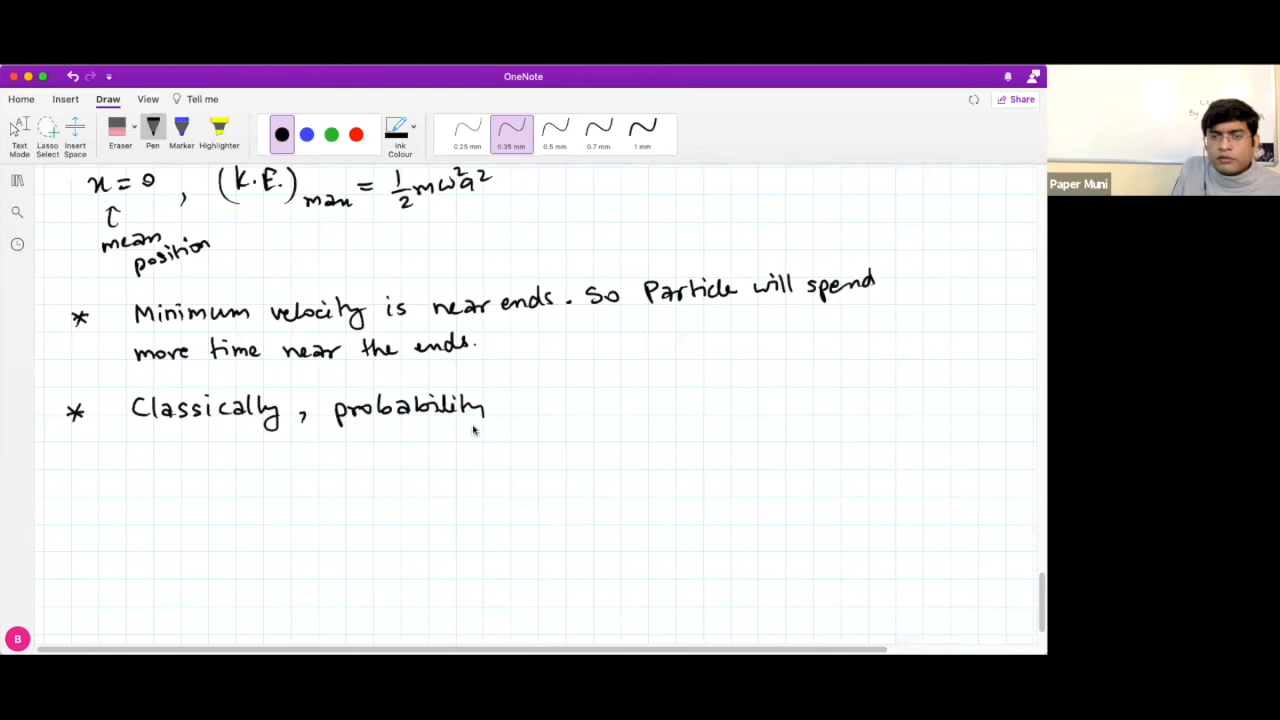 OneNote
Home Insert Draw View Tell me
Share
Text Mode
Lasso Select
Insert Space
Eraser
Pen
Marker
Highlighter
Ink Colour
0.25 mm
0.35 mm
0.5 mm
0.7 mm
1 mm
x = 0 , (K.E.)max = 1/2 mω²a²
mean
position
* Minimum velocity is near ends. So Particle will spend
more time near the ends.
* Classically, probability
B
Paper Muni